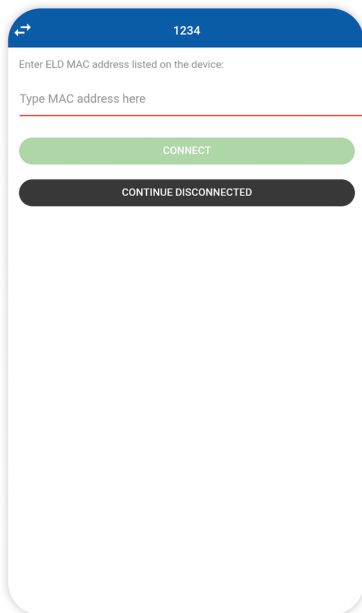 1234
Enter ELD MAC address listed on the device:
Type MAC address here
CONNECT
CONTINUE DISCONNECTED